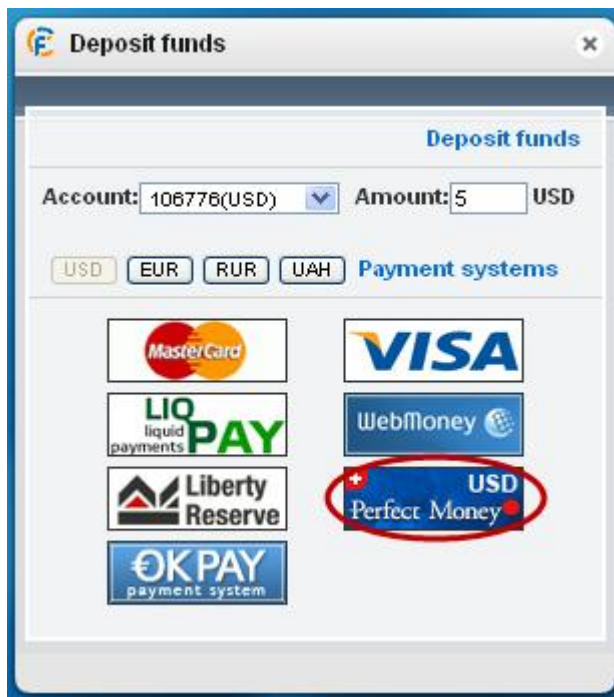 Deposit funds
Deposit funds
Account: 106776(USD) Amount: 5 USD
USD EUR RUR UAH Payment systems
MasterCard VISA
LIQ
liquid PAY WebMoney
payments
Liberty USD
Reserve Perfect Money
OKPAY
payment system